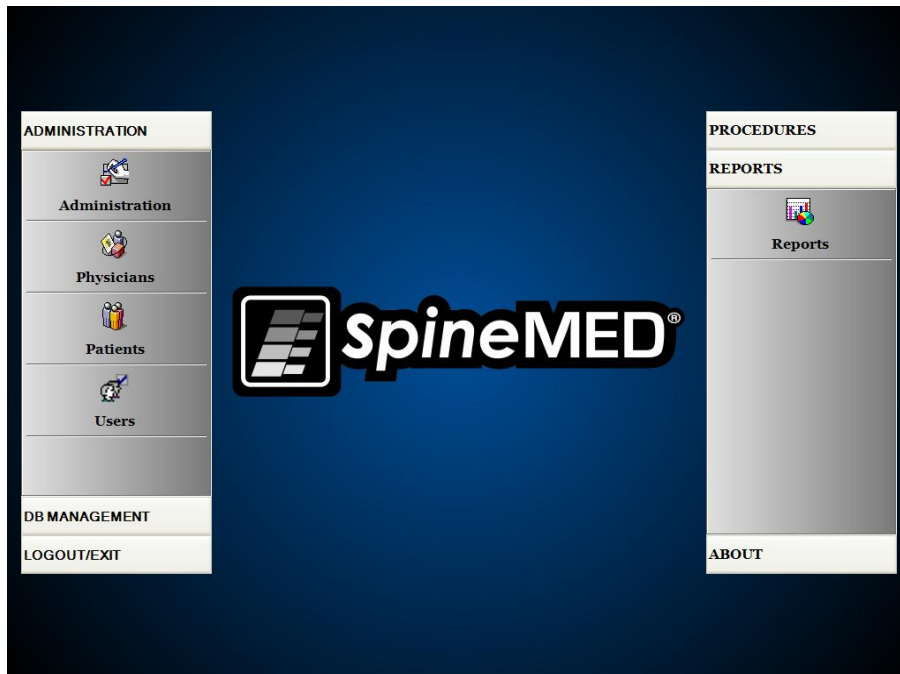 ADMINISTRATION
Administration
Physicians
Patients
Users
DB MANAGEMENT
LOGOUT/EXIT
SpineMED®
PROCEDURES
REPORTS
Reports
ABOUT